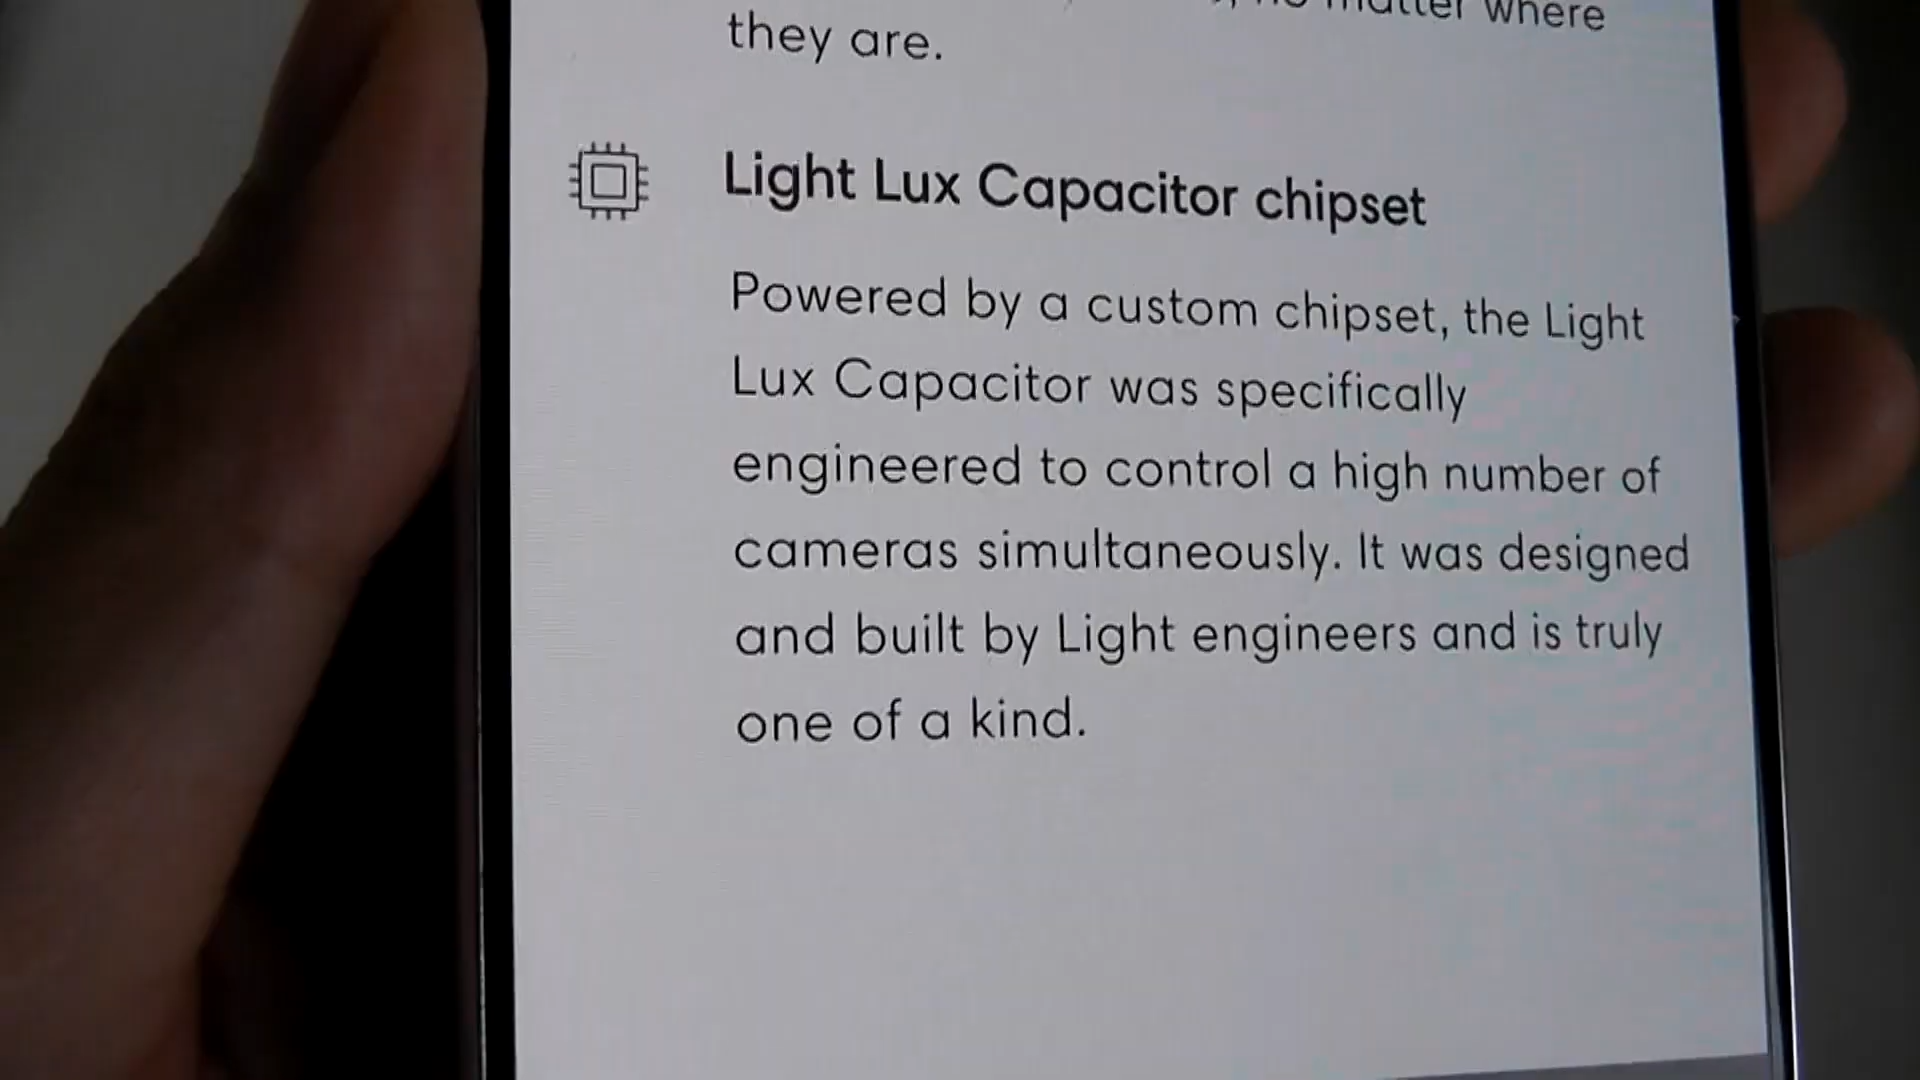 matter where
they are.
Light Lux Capacitor chipset
Powered by a custom chipset, the Light
Lux Capacitor was specifically
engineered to control a high number of
cameras simultaneously. It was designed
and built by Light engineers and is truly
one of a kind.